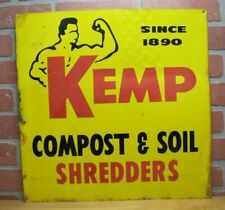 SINCE
1890
KEMP
COMPOST & SOIL
SHREDDERS